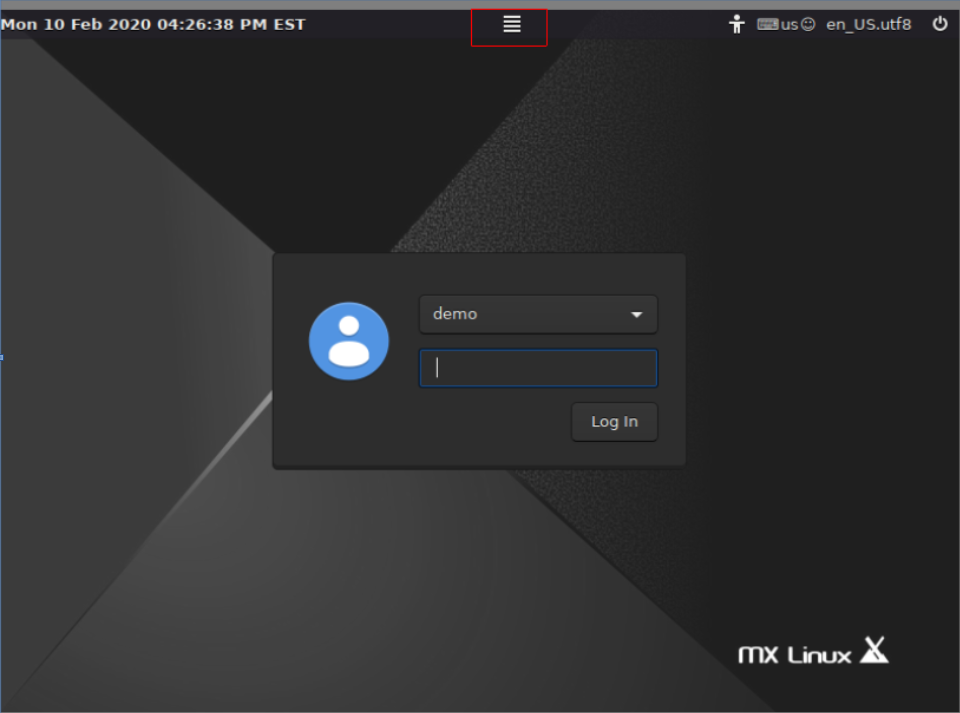 Mon 10 Feb 2020 04:26:38 PM EST
us en_US.utf8
demo
Log In
MX Linux